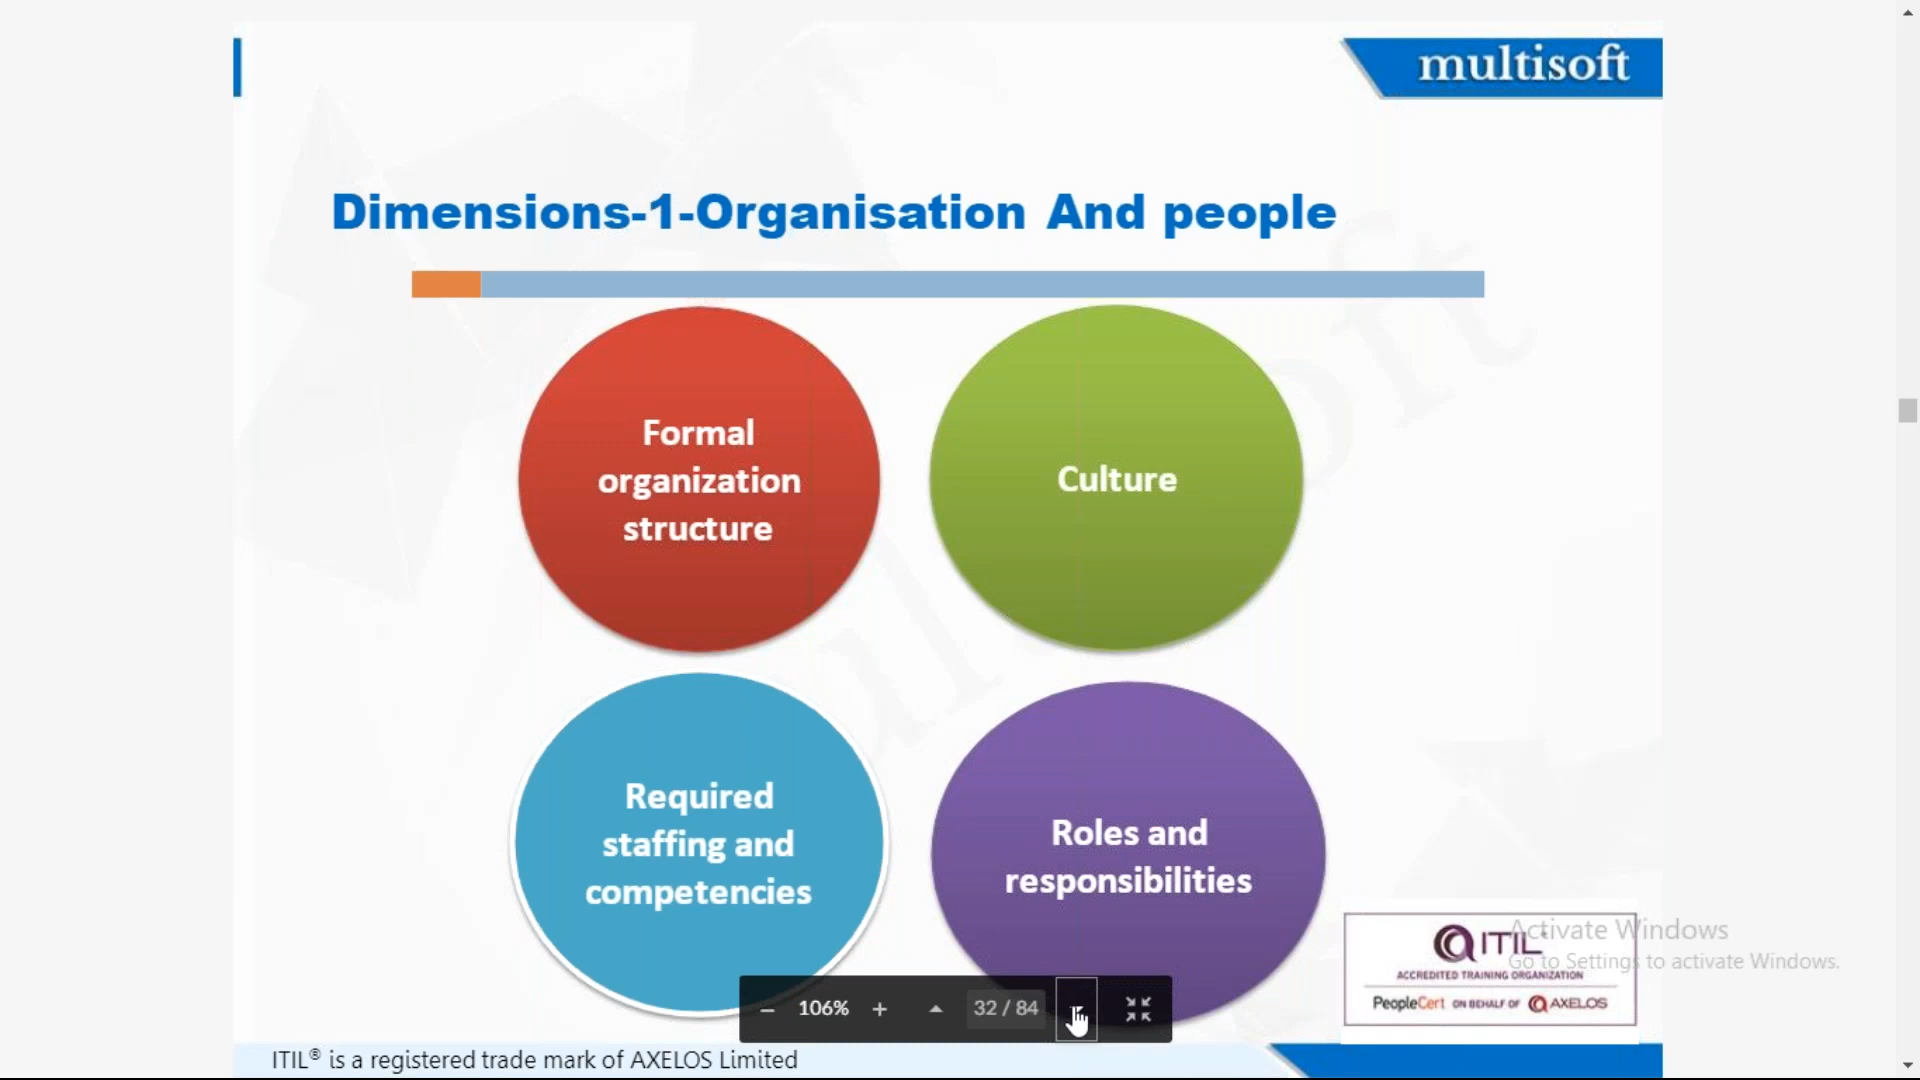 multisoft
Dimensions-1-Organisation And people
Formal
organization
structure
Culture
Required
staffing and
competencies
Roles and
responsibilities
ITIL
ACCREDITED TRAINING ORGANIZATION
PeopleCert ON BEHALF OF AXELOS
Activate Windows
Go to Settings to activate Windows.
106%
32 / 84
ITIL® is a registered trade mark of AXELOS Limited